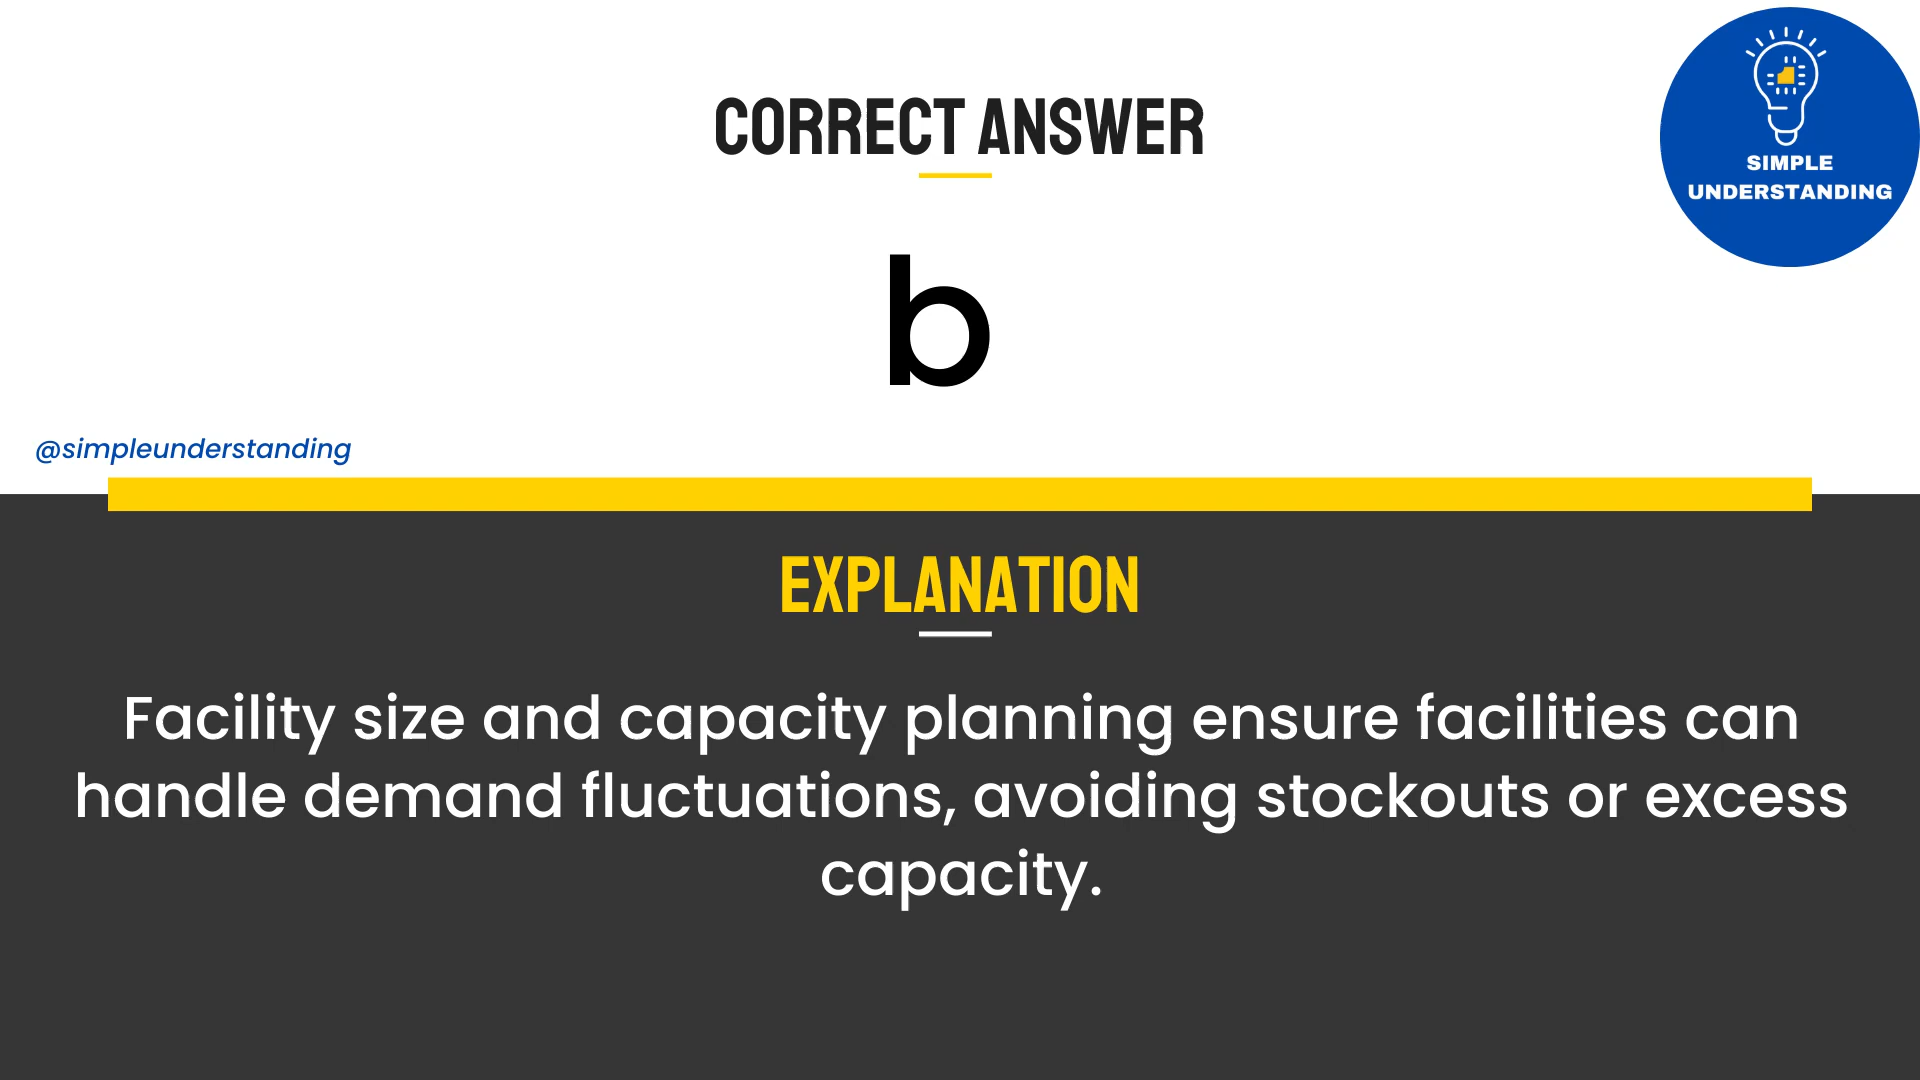 CORRECT ANSWER
SIMPLE
UNDERSTANDING
b
@simpleunderstanding
EXPLANATION
Facility size and capacity planning ensure facilities can
handle demand fluctuations, avoiding stockouts or excess
capacity.